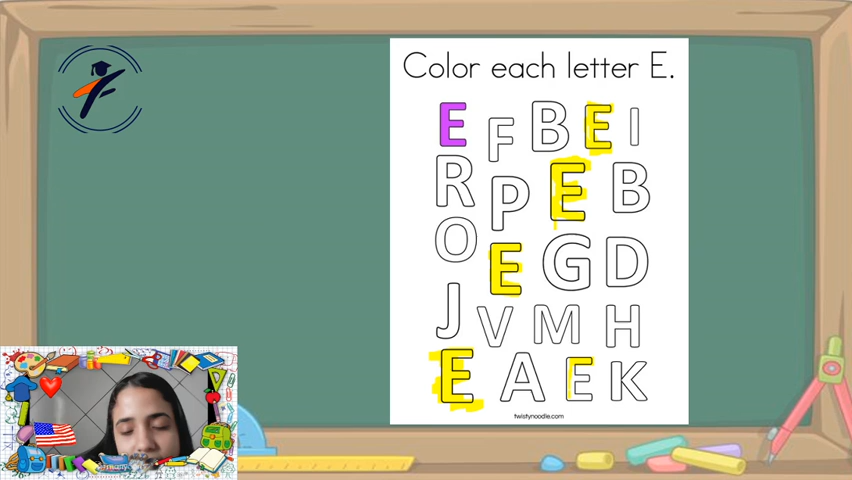 Color each letter E.
E F B E I
R P E B
O E G D
J V M H
E A E K
twistynoodle.com